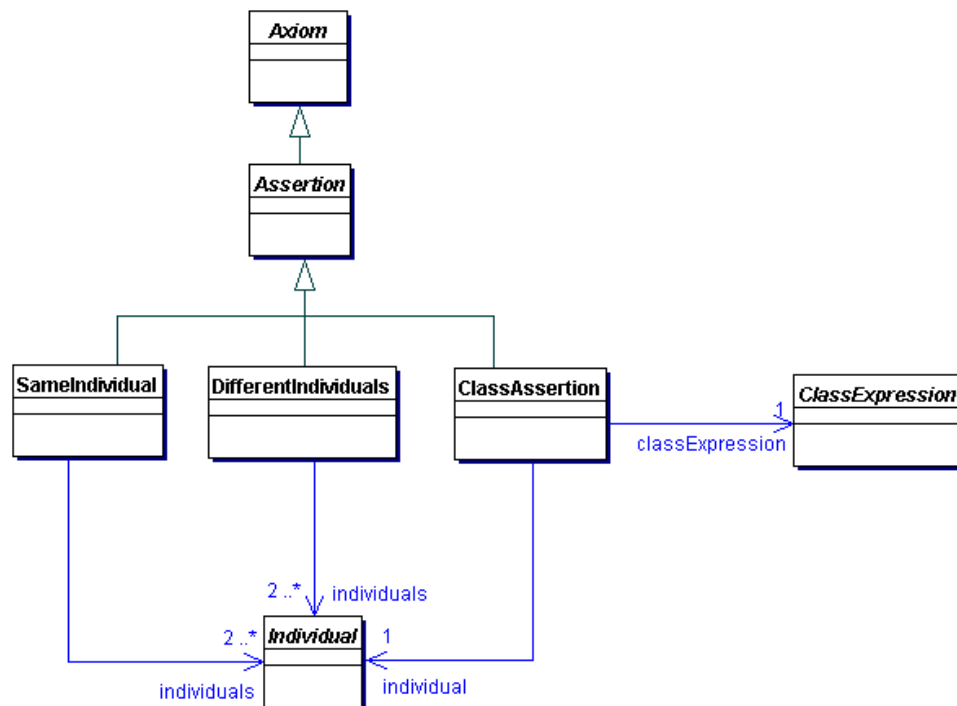 Axiom
Assertion
SameIndividual
DifferentIndividuals
ClassAssertion
ClassExpression
1
classExpression
2 ..*
individuals
2 ..*
individuals
Individual
1
individual